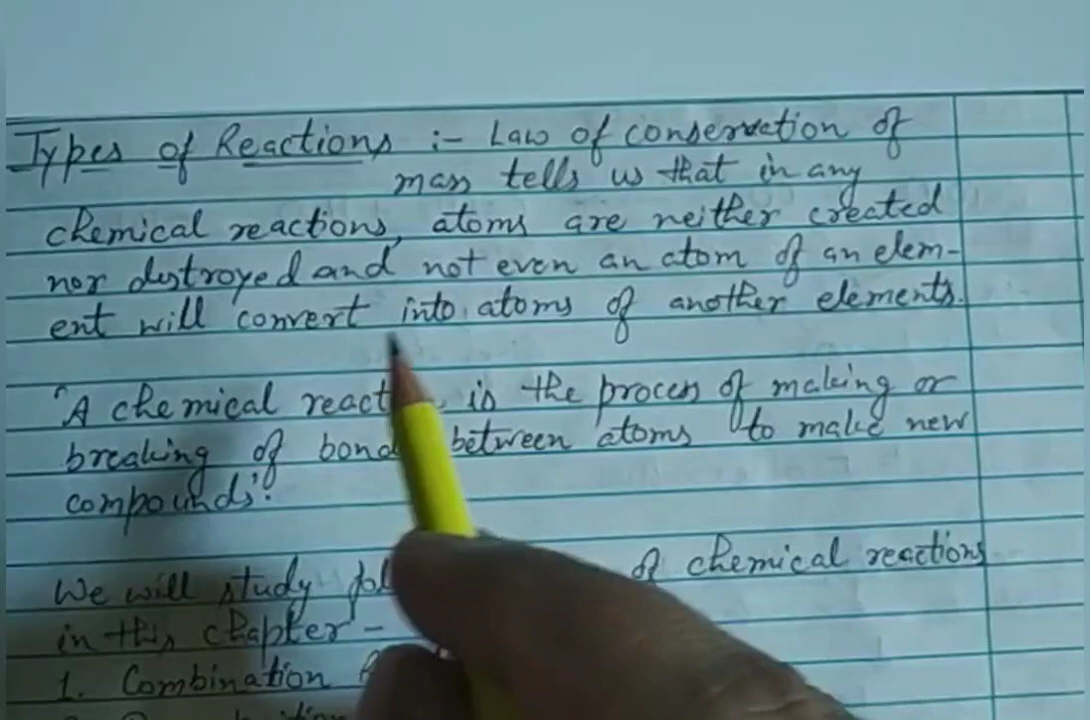 Types of Reactions :- Law of conservation of
mass tells us that in any
chemical reactions, atoms are neither created
nor destroyed and not even an atom of an elem-
ent will convert into atoms of another elements.
"A chemical react is the process of making or
breaking of bond between atoms to make new
compounds".
We will study of chemical reactions
in this chapter -
1. Combination